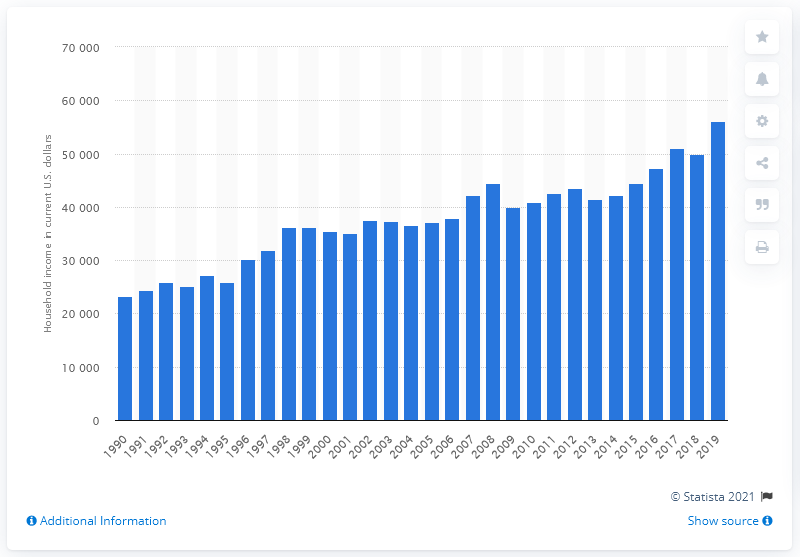 70 000
60 000
50 000
40 000
30 000
20 000
10 000
0
Household income in current U.S. dollars
1990 1991 1992 1993 1994 1995 1996 1997 1998 1999 2000 2001 2002 2003 2004 2005 2006 2007 2008 2009 2010 2011 2012 2013 2014 2015 2016 2017 2018 2019
© Statista 2021
Additional Information
Show source